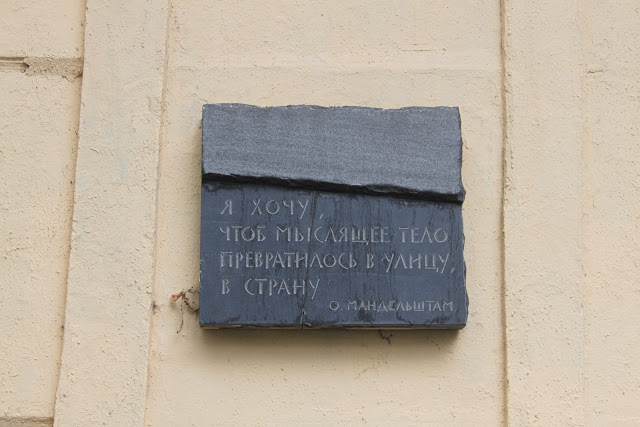 Я ХОЧУ,
ЧТОБ МЫСЛЯЩЕЕ ТЕЛО
ПРЕВРАТИЛОСЬ В УЛИЦУ,
В СТРАНУ
О. МАНДЕЛЬШТАМ